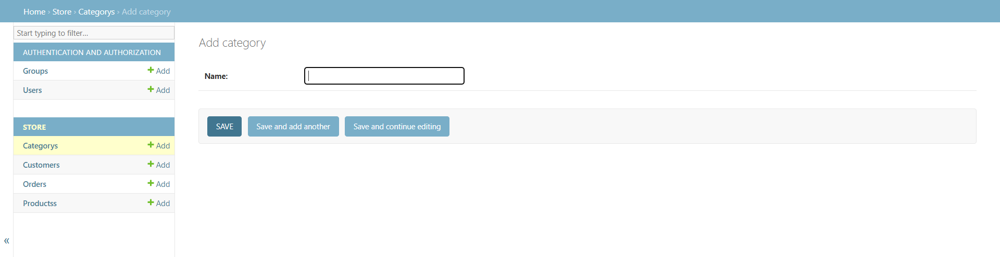 Home › Store › Categorys › Add category
Start typing to filter...
AUTHENTICATION AND AUTHORIZATION
Groups + Add
Users + Add
STORE
Categorys + Add
Customers + Add
Orders + Add
Productss + Add
«
Add category
Name:
SAVE Save and add another Save and continue editing